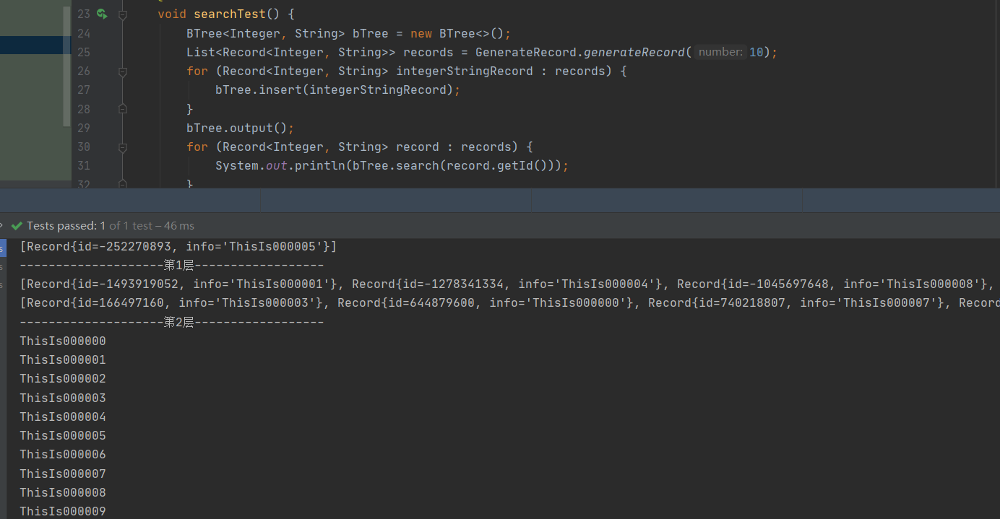 23 void searchTest() {
24 BTree<Integer, String> bTree = new BTree<>();
25 List<Record<Integer, String>> records = GenerateRecord.generateRecord( number: 10);
26 for (Record<Integer, String> integerStringRecord : records) {
27 bTree.insert(integerStringRecord);
28 }
29 bTree.output();
30 for (Record<Integer, String> record : records) {
31 System.out.println(bTree.search(record.getId()));
32 }
Tests passed: 1 of 1 test – 46 ms
[Record{id=-252270893, info='ThisIs000005'}]
--------------------第1层------------------
[Record{id=-1493919052, info='ThisIs000001'}, Record{id=-1278341334, info='ThisIs000004'}, Record{id=-1045697648, info='ThisIs000008'},
[Record{id=166497160, info='ThisIs000003'}, Record{id=644879600, info='ThisIs000000'}, Record{id=740218807, info='ThisIs000007'}, Record
--------------------第2层------------------
ThisIs000000
ThisIs000001
ThisIs000002
ThisIs000003
ThisIs000004
ThisIs000005
ThisIs000006
ThisIs000007
ThisIs000008
ThisIs000009